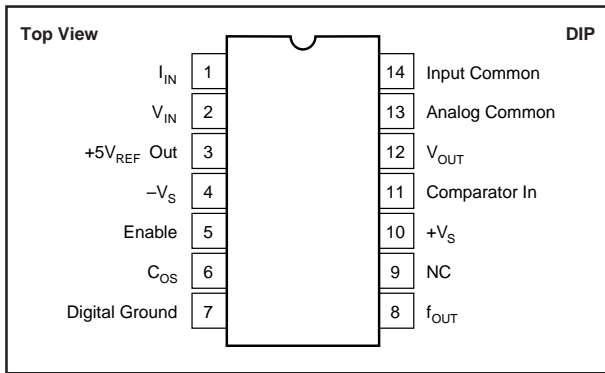 Top View DIP
I_IN 1 14 Input Common
V_IN 2 13 Analog Common
+5V_REF Out 3 12 V_OUT
–V_S 4 11 Comparator In
Enable 5 10 +V_S
C_OS 6 9 NC
Digital Ground 7 8 f_OUT